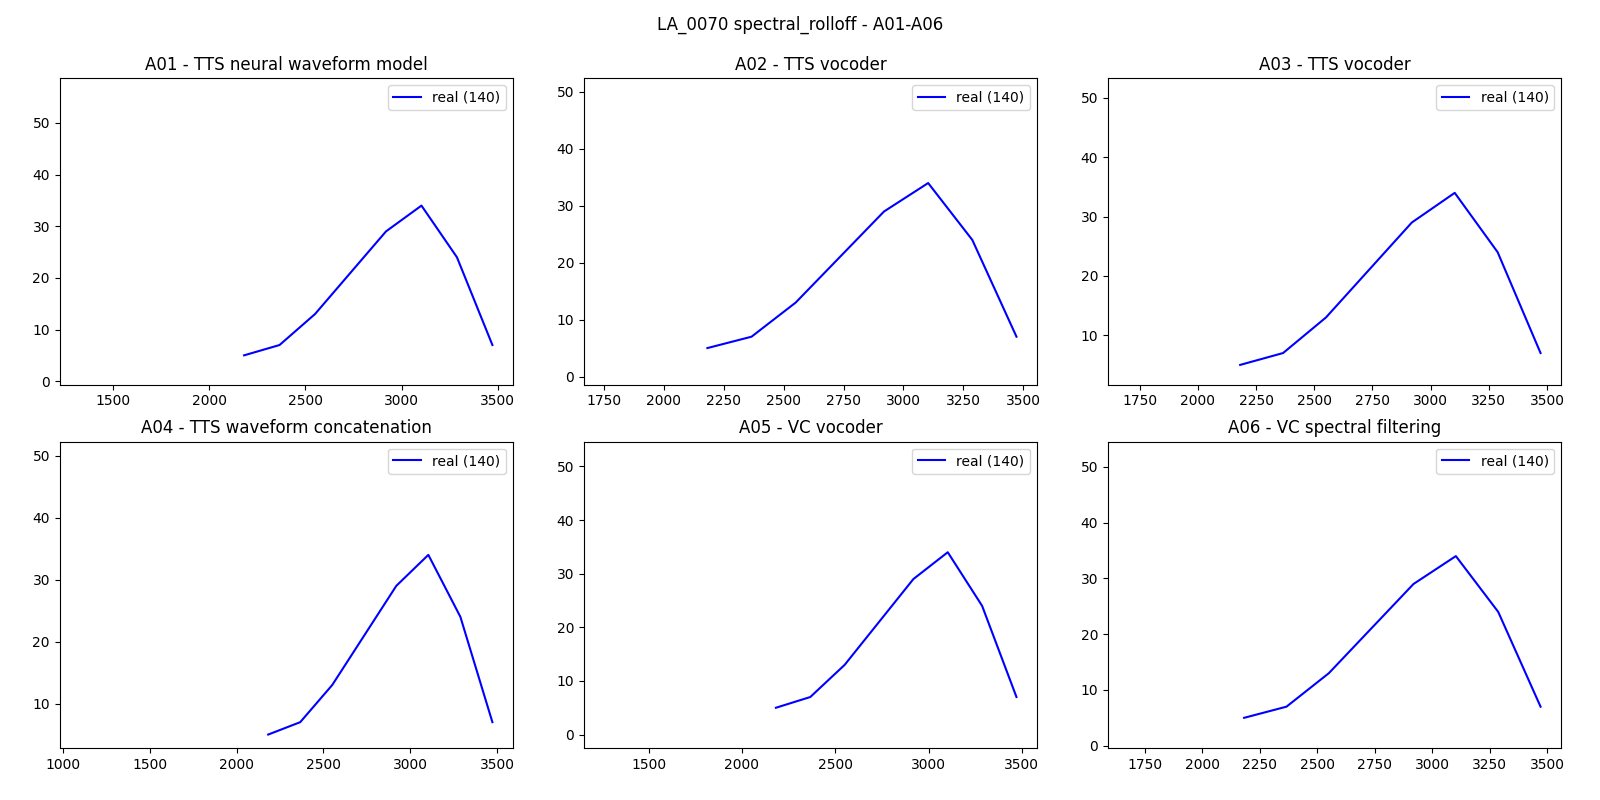 LA_0070 spectral_rolloff - A01-A06
A01 - TTS neural waveform model
real (140)
50
40
30
20
10
0
1500 2000 2500 3000 3500
A02 - TTS vocoder
real (140)
50
40
30
20
10
0
1750 2000 2250 2500 2750 3000 3250 3500
A03 - TTS vocoder
real (140)
50
40
30
20
10
1750 2000 2250 2500 2750 3000 3250 3500
A04 - TTS waveform concatenation
real (140)
50
40
30
20
10
1000 1500 2000 2500 3000 3500
A05 - VC vocoder
real (140)
50
40
30
20
10
0
1500 2000 2500 3000 3500
A06 - VC spectral filtering
real (140)
50
40
30
20
10
0
1750 2000 2250 2500 2750 3000 3250 3500